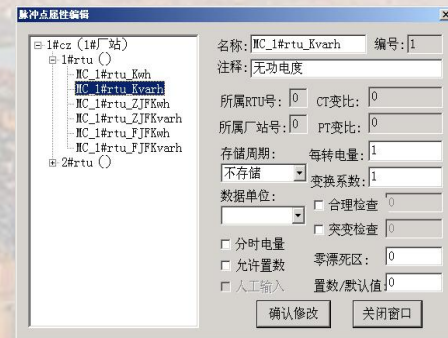 脉冲点属性编辑
1#cz (1#厂站)
1#rtu ()
MC_1#rtu_Kwh
MC_1#rtu_Kvarh
MC_1#rtu_ZJFKwh
MC_1#rtu_ZJFKvarh
MC_1#rtu_FJFKwh
MC_1#rtu_FJFKvarh
2#rtu ()
名称: MC_1#rtu_Kvarh 编号: 1
注释: 无功电度
所属RTU号: 0 CT变比: 0
所属厂站号: 0 PT变比: 0
存储周期: 每转电量: 1
不存储 变换系数: 1
数据单位: 合理检查 0
突变检查 0
分时电量
允许置数 零漂死区: 0
人工输入 置数/默认值: 0
确认修改 关闭窗口